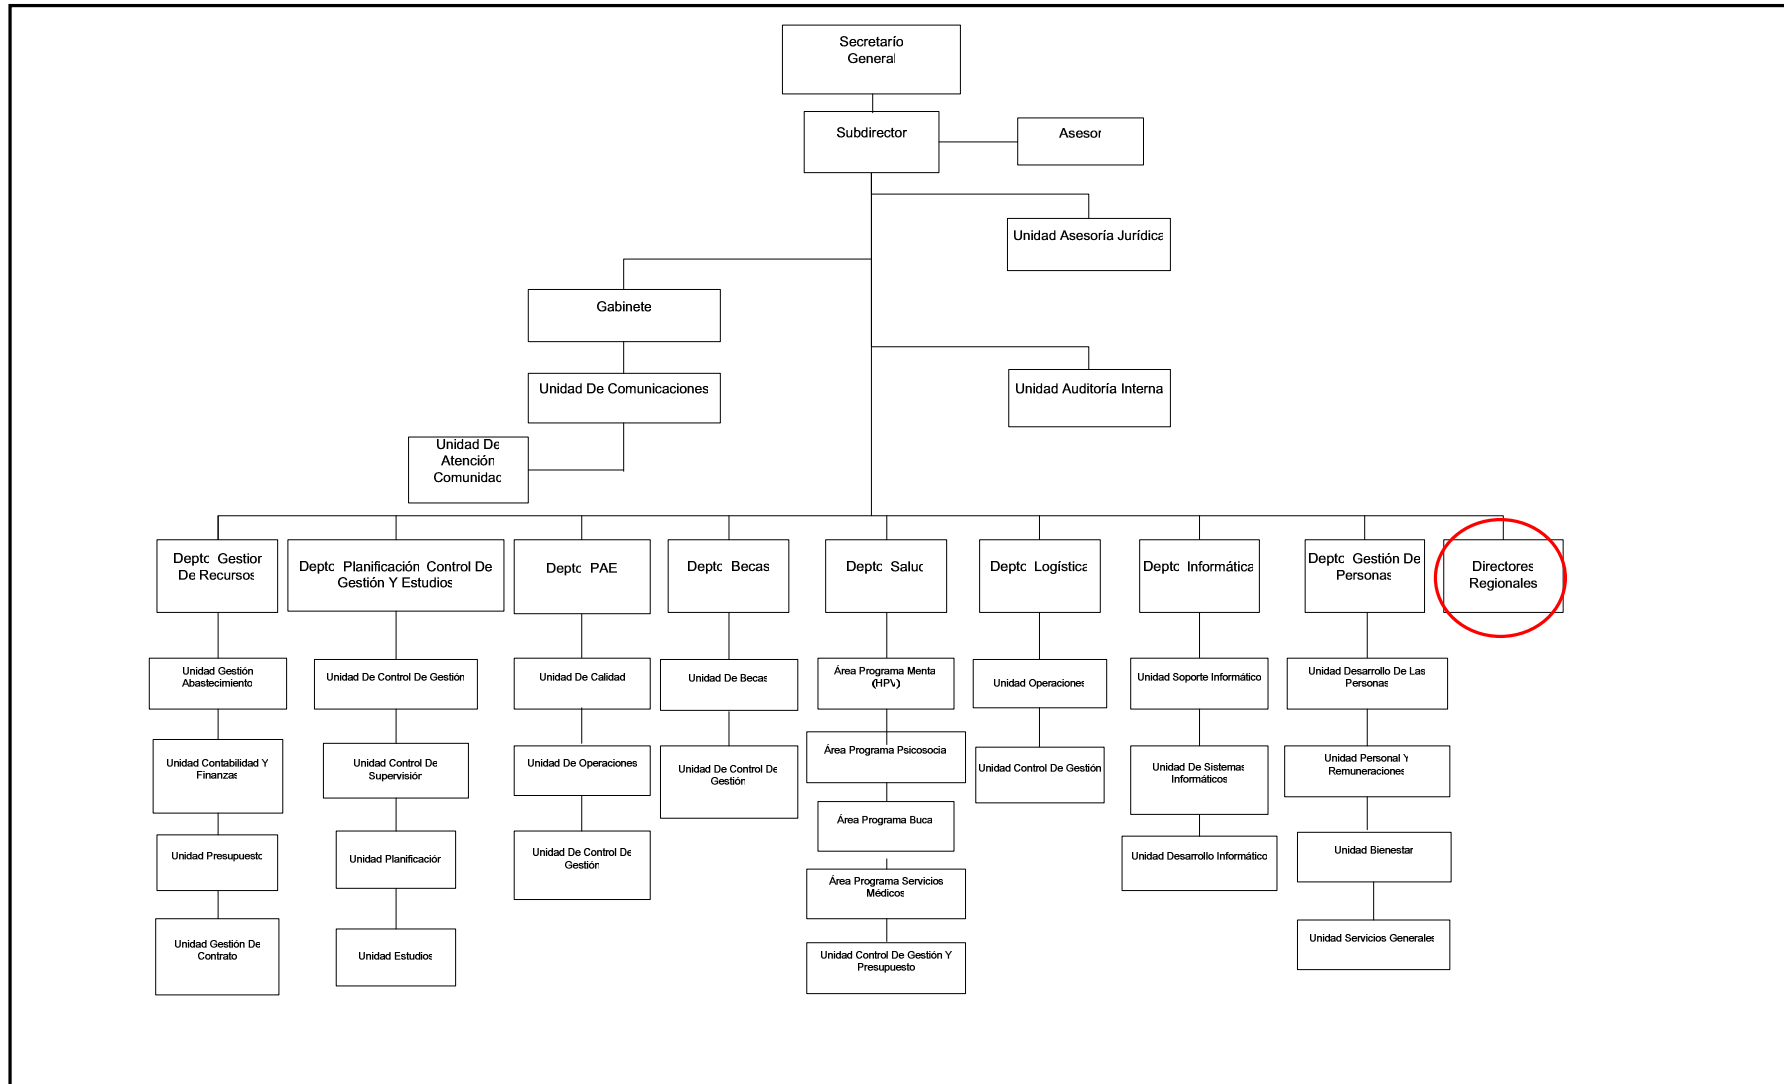 Secretarío
General
Subdirector
Asesor
Unidad Asesoría Jurídica
Gabinete
Unidad De Comunicaciones
Unidad Auditoría Interna
Unidad De
Atención
Comunidad
Depto Gestion
De Recursos
Depto Planificación Control De
Gestión Y Estudios
Depto PAE
Depto Becas
Depto Salud
Depto Logística
Depto Informática
Depto Gestión De
Personas
Directores
Regionales
Unidad Gestión
Abastecimiento
Unidad De Control De Gestión
Unidad De Calidad
Unidad De Becas
Área Programa Menta
(HPV)
Unidad Operaciones
Unidad Soporte Informático
Unidad Desarrollo De Las
Personas
Unidad Contabilidad Y
Finanzas
Unidad Control De
Supervisión
Unidad De Operaciones
Unidad De Control De
Gestión
Área Programa Psicosocia
Unidad Control De Gestión
Unidad De Sistemas
Informáticos
Unidad Personal Y
Remuneraciones
Unidad Presupuesto
Unidad Planificación
Unidad De Control De
Gestión
Área Programa Buca
Unidad Desarrollo Informático
Unidad Bienestar
Área Programa Servicios
Médicos
Unidad Gestión De
Contrato
Unidad Estudios
Unidad Control De Gestión Y
Presupuesto
Unidad Servicios Generales